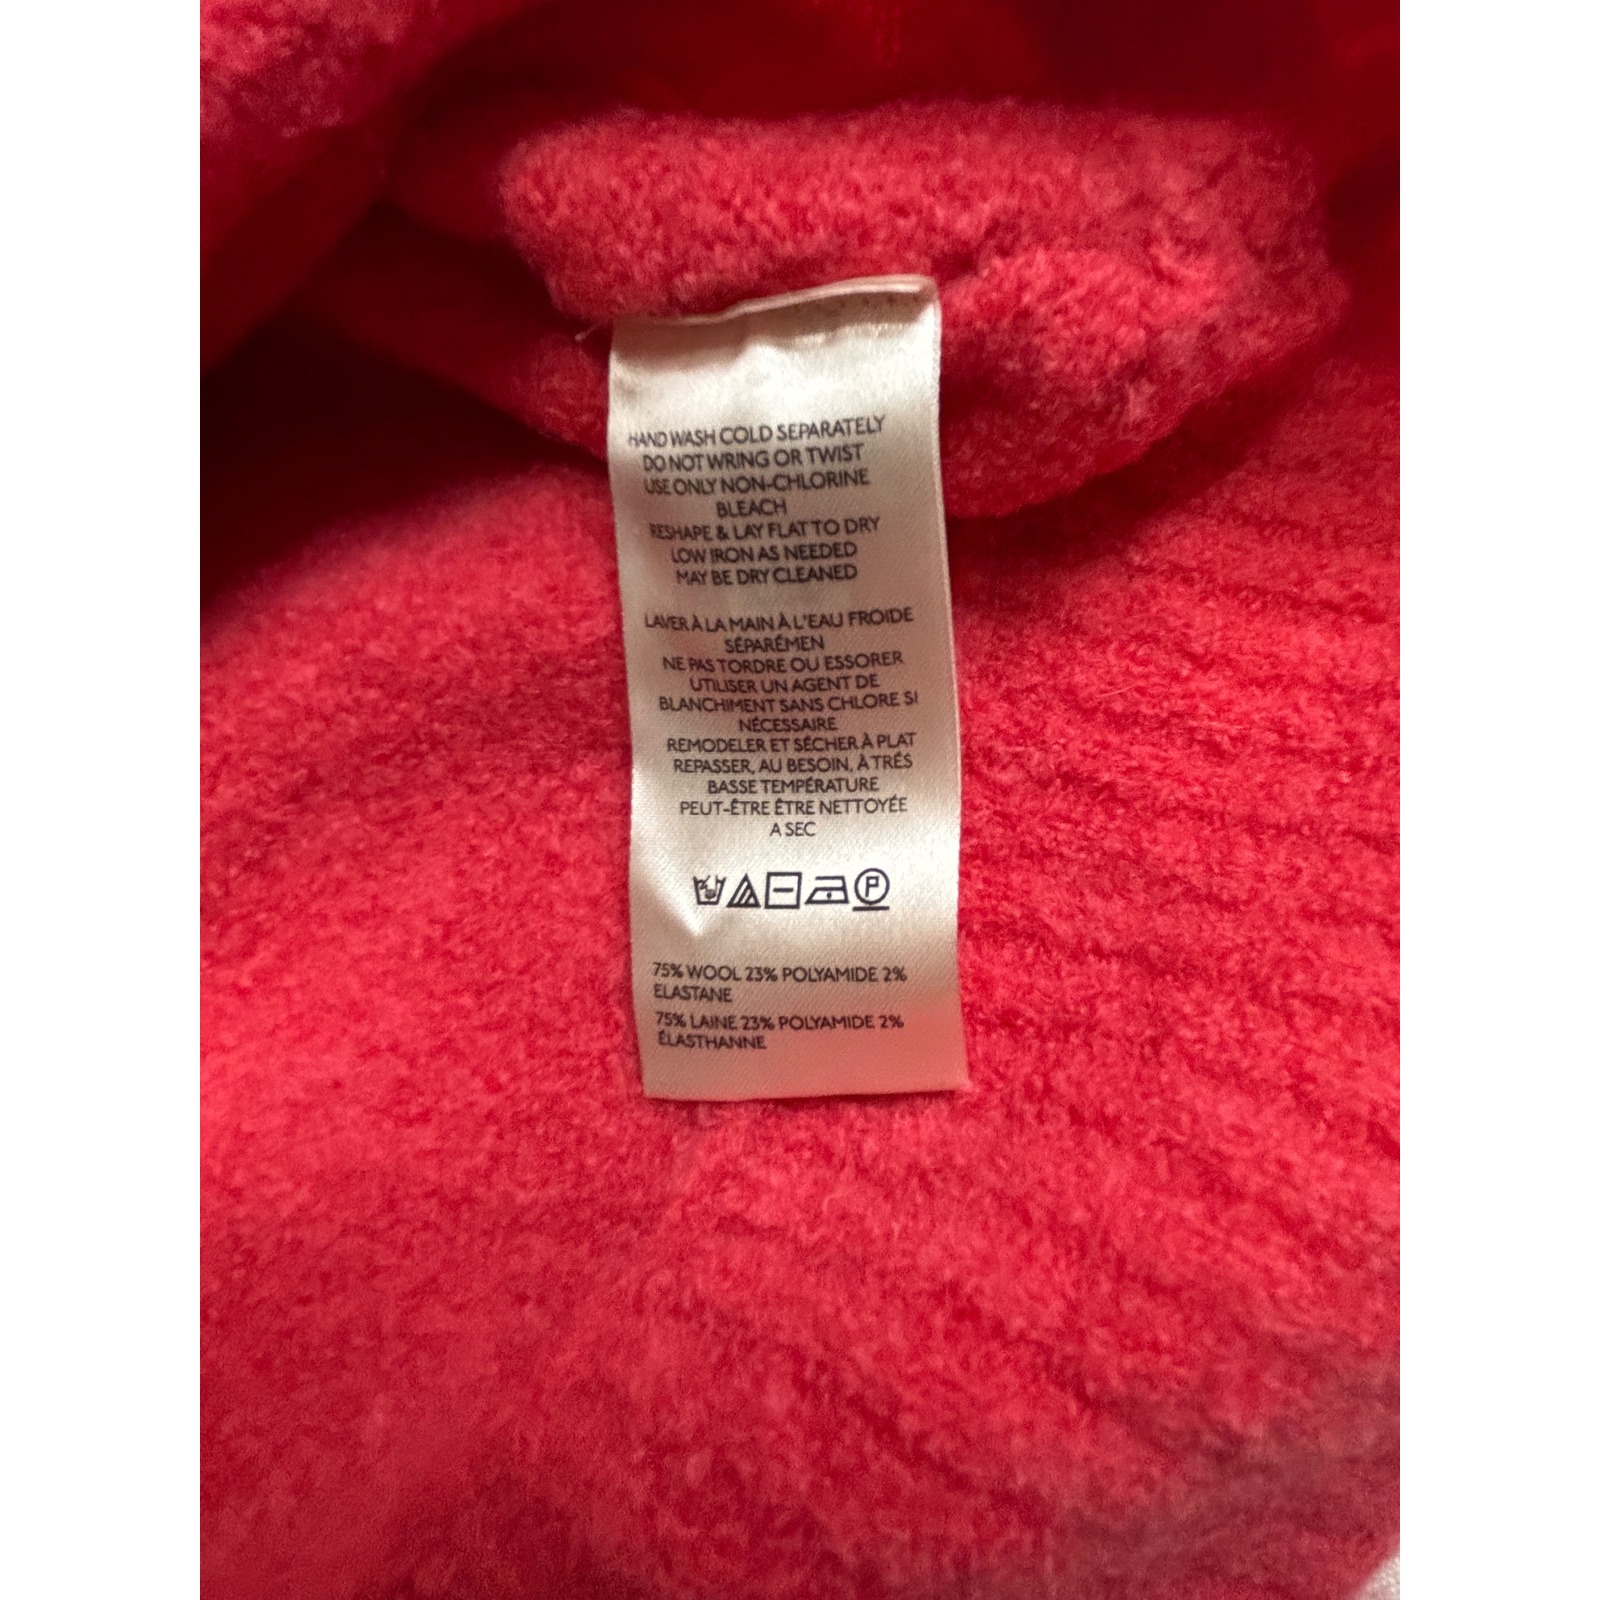 HAND WASH COLD SEPARATELY
DO NOT WRING OR TWIST
USE ONLY NON-CHLORINE
BLEACH
RESHAPE & LAY FLAT TO DRY
LOW IRON AS NEEDED
MAY BE DRY CLEANED
LAVER À LA MAIN À L'EAU FROIDE
SÉPARÉMEN
NE PAS TORDRE OU ESSORER
UTILISER UN AGENT DE
BLANCHIMENT SANS CHLORE SI
NÉCESSAIRE
REMODELER ET SÉCHER À PLAT
REPASSER, AU BESOIN, À TRÉS
BASSE TEMPÉRATURE
PEUT-ÊTRE ÊTRE NETTOYÉE
A SEC
P
75% WOOL 23% POLYAMIDE 2%
ELASTANE
75% LAINE 23% POLYAMIDE 2%
ÉLASTHANNE